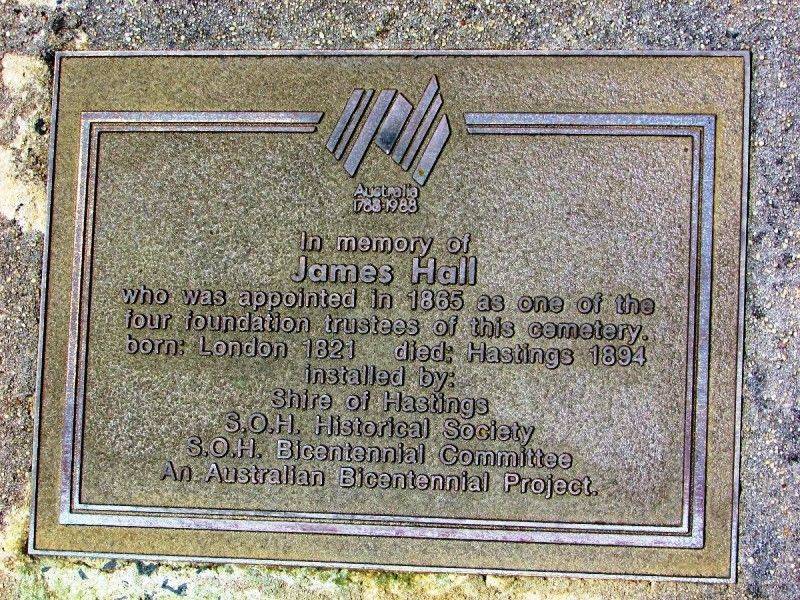 Australia
1788-1988
In memory of
James Hall
who was appointed in 1865 as one of the
four foundation trustees of this cemetery.
born: London 1821 died: Hastings 1894
installed by:
Shire of Hastings
S.O.H. Historical Society
S.O.H. Bicentennial Committee
An Australian Bicentennial Project.